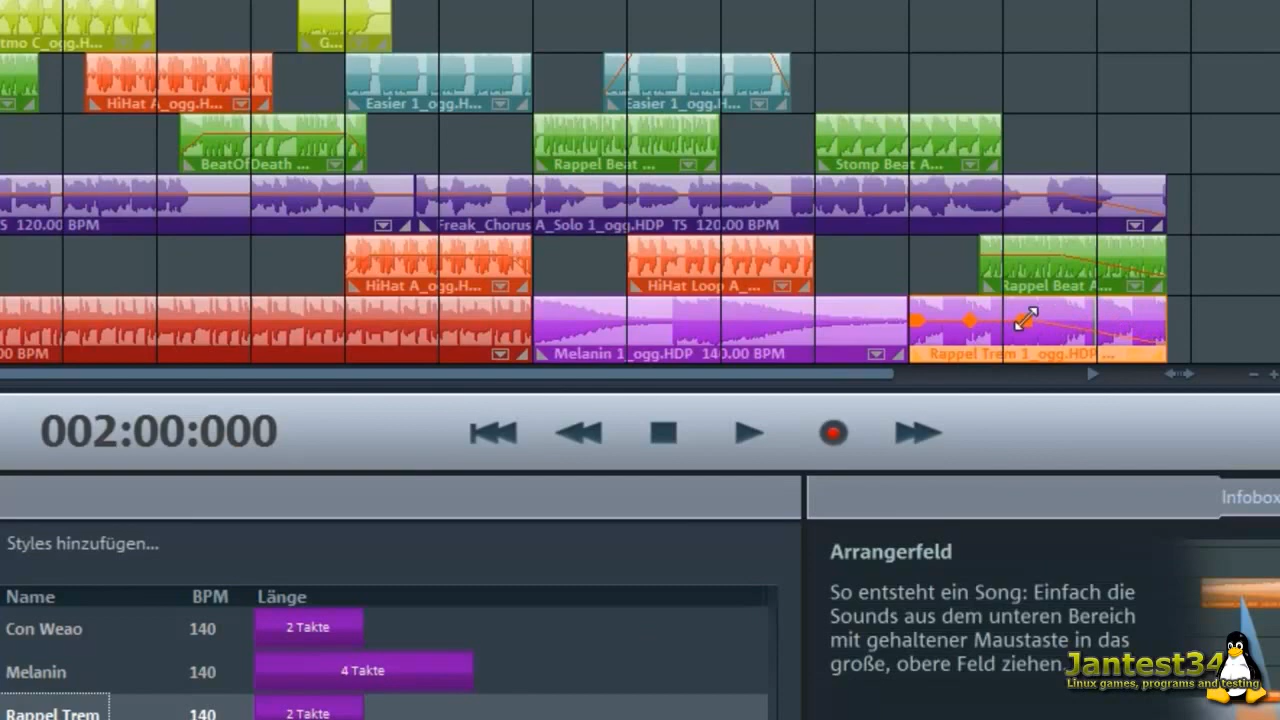 tmo C_ogg.H...
G...
HiHat A_ogg.H...
Easier 1_ogg.H...
Easier 1_ogg.H...
BeatOfDeath ...
Rappel Beat ...
Stomp Beat A...
S 120.00 BPM
Freak_Chorus A_Solo 1_ogg.HDP TS 120.00 BPM
HiHat A_ogg.H...
HiHat Loop A_...
Rappel Beat A...
00 BPM
Melanin 1_ogg.HDP 140.00 BPM
Rappel Trem 1_ogg.HDP ...
002:00:000
Infobox
Styles hinzufügen...
Name BPM Länge
Con Weao 140 2 Takte
Melanin 140 4 Takte
Rappel Trem 140 2 Takte
Arrangerfeld
So entsteht ein Song: Einfach die
Sounds aus dem unteren Bereich
mit gehaltener Maustaste in das
große, obere Feld ziehen.
Jantest34
Linux games, programs and testing